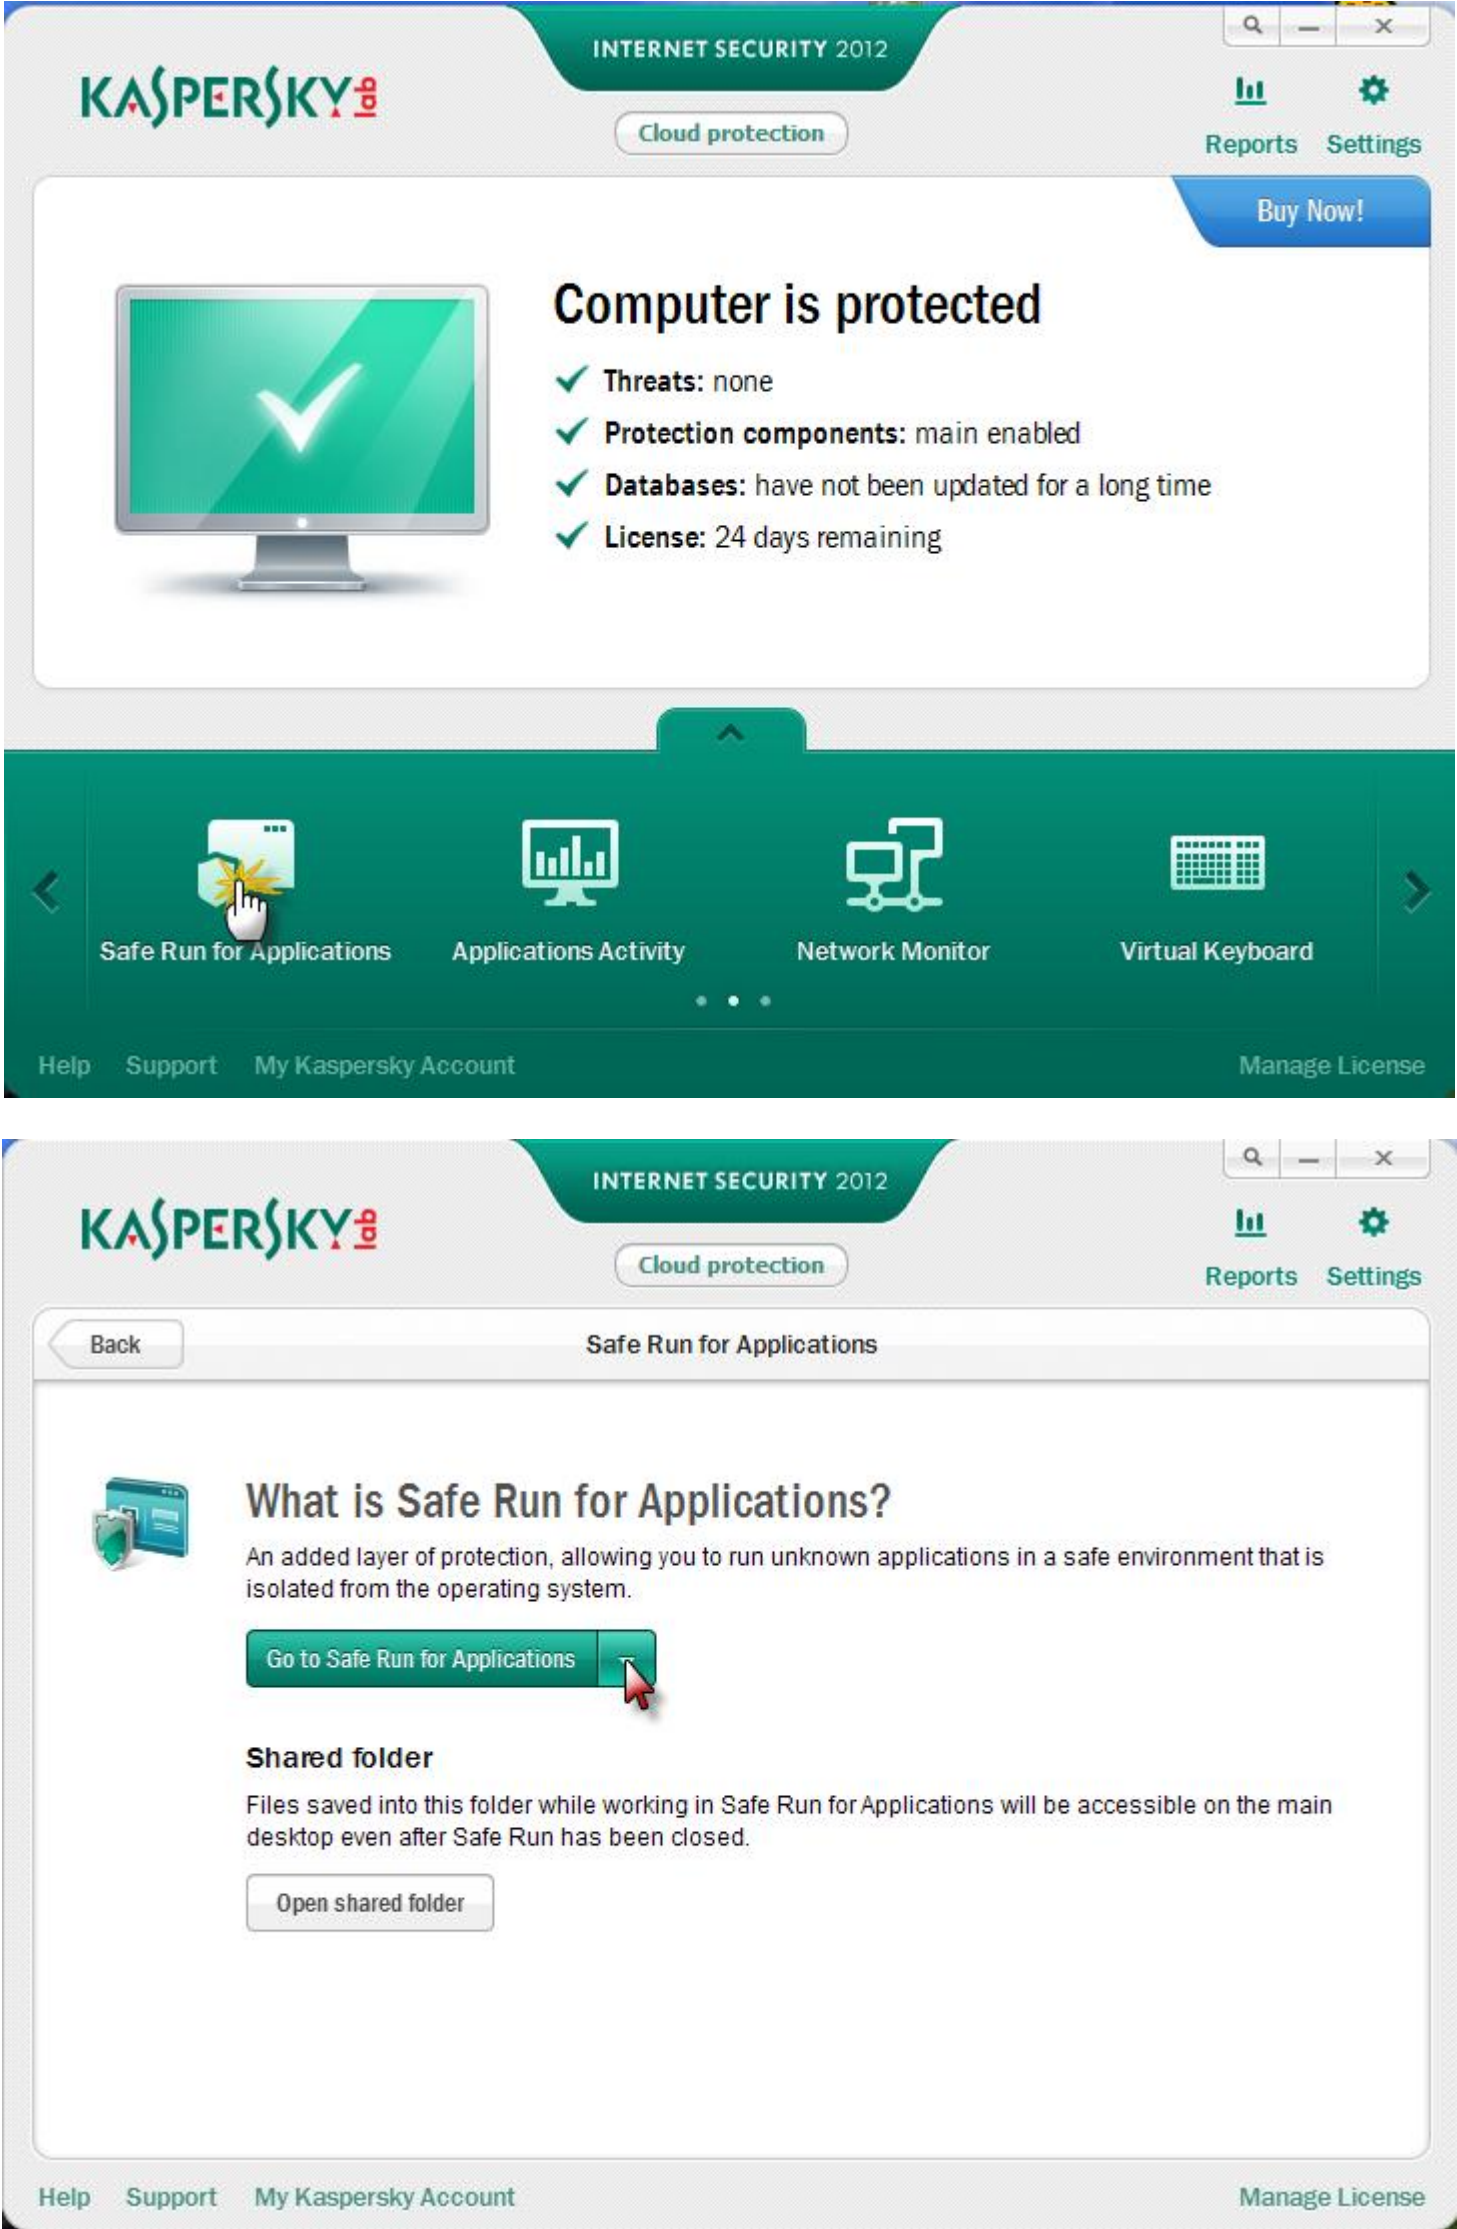 INTERNET SECURITY 2012
KASPERSKY lab
Cloud protection
Reports Settings
Buy Now!
Computer is protected
Threats: none
Protection components: main enabled
Databases: have not been updated for a long time
License: 24 days remaining
Safe Run for Applications Applications Activity Network Monitor Virtual Keyboard
Help Support My Kaspersky Account Manage License
INTERNET SECURITY 2012
KASPERSKY lab
Cloud protection
Reports Settings
Back Safe Run for Applications
What is Safe Run for Applications?
An added layer of protection, allowing you to run unknown applications in a safe environment that is
isolated from the operating system.
Go to Safe Run for Applications
Shared folder
Files saved into this folder while working in Safe Run for Applications will be accessible on the main
desktop even after Safe Run has been closed.
Open shared folder
Help Support My Kaspersky Account Manage License